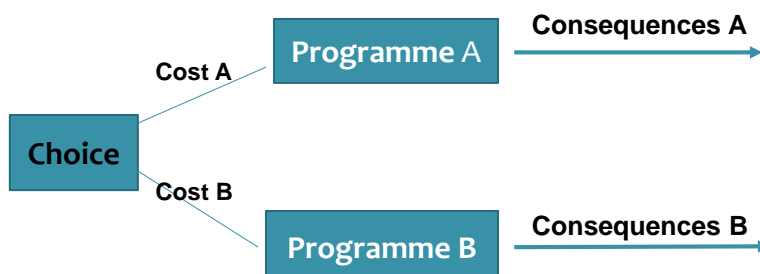 Consequences A
Programme A
Cost A
Choice
Cost B
Consequences B
Programme B